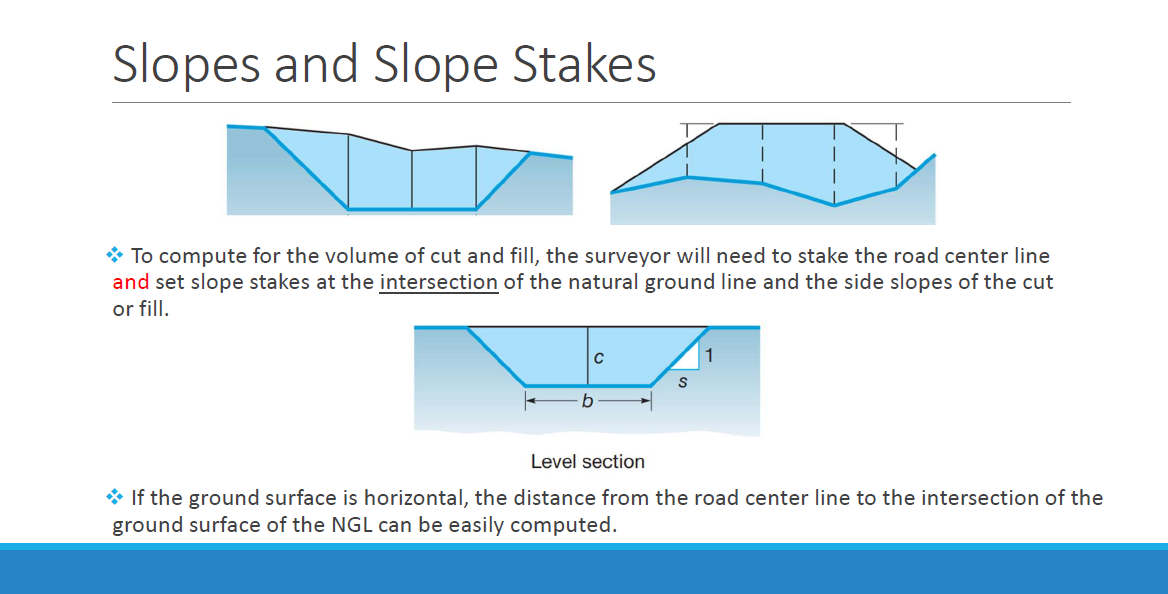 Slopes and Slope Stakes
❖ To compute for the volume of cut and fill, the surveyor will need to stake the road center line
and set slope stakes at the intersection of the natural ground line and the side slopes of the cut
or fill.
c
1
s
b
Level section
❖ If the ground surface is horizontal, the distance from the road center line to the intersection of the
ground surface of the NGL can be easily computed.